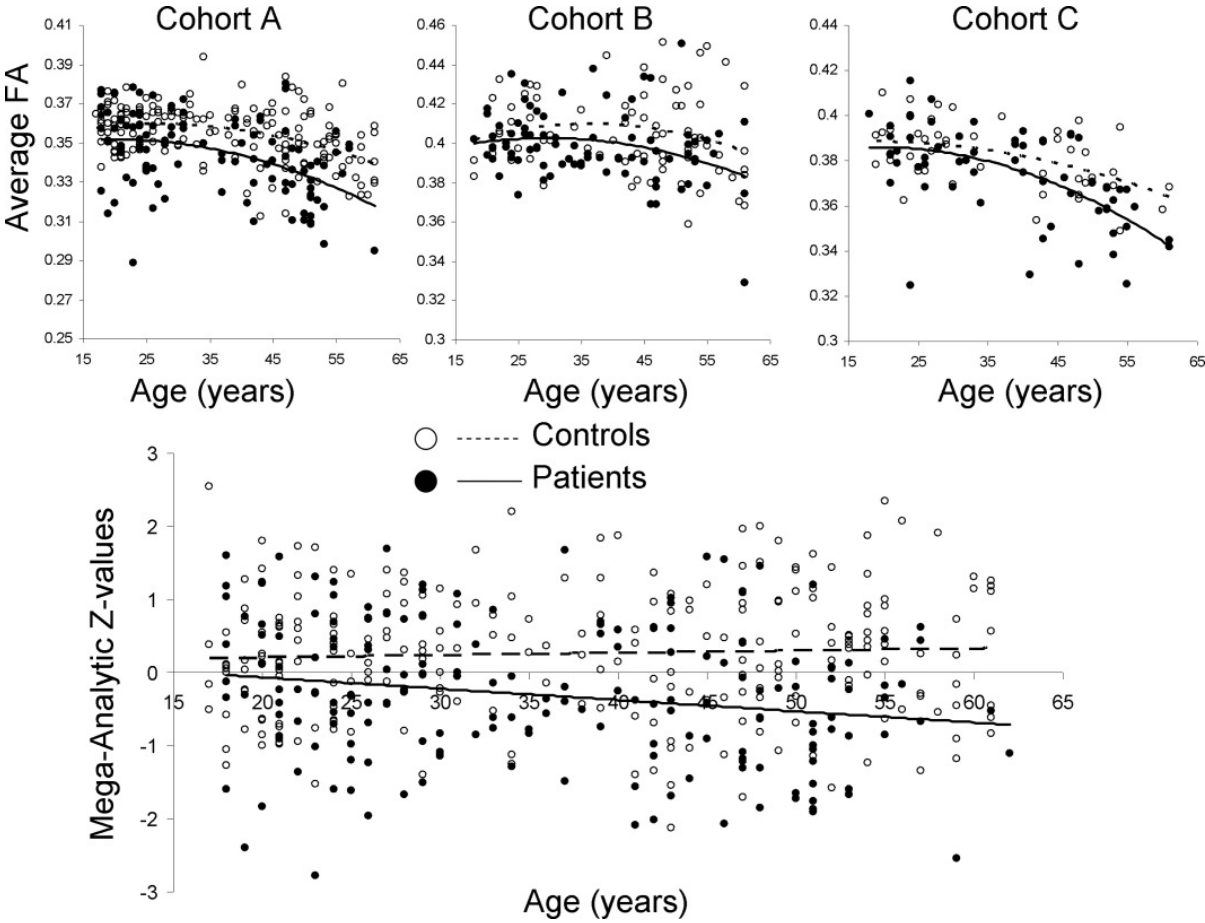 Cohort A
Cohort B
Cohort C
Average FA
0.41
0.39
0.37
0.35
0.33
0.31
0.29
0.27
0.25
15 25 35 45 55 65
Age (years)
0.46
0.44
0.42
0.4
0.38
0.36
0.34
0.32
0.3
15 25 35 45 55 65
Age (years)
0.44
0.42
0.4
0.38
0.36
0.34
0.32
0.3
15 25 35 45 55 65
Age (years)
Controls
Patients
Mega-Analytic Z-values
3
2
1
0
-1
-2
-3
15 20 25 30 35 40 45 50 55 60 65
Age (years)